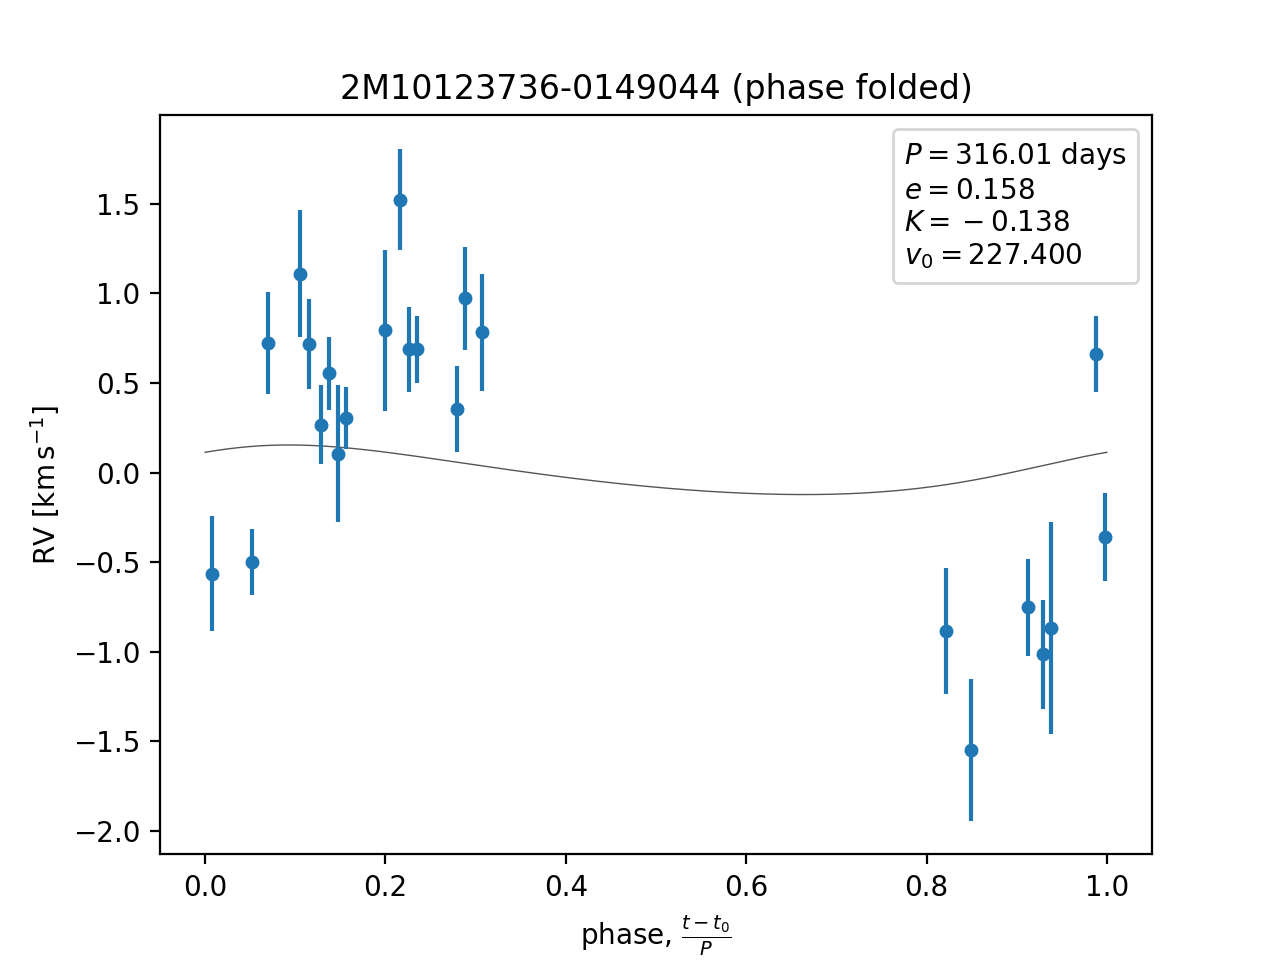 2M10123736-0149044 (phase folded)
P = 316.01 days
e = 0.158
K = −0.138
v₀ = 227.400
RV [km s⁻¹]
1.5
1.0
0.5
0.0
−0.5
−1.0
−1.5
−2.0
0.0 0.2 0.4 0.6 0.8 1.0
phase, (t − t₀)/P